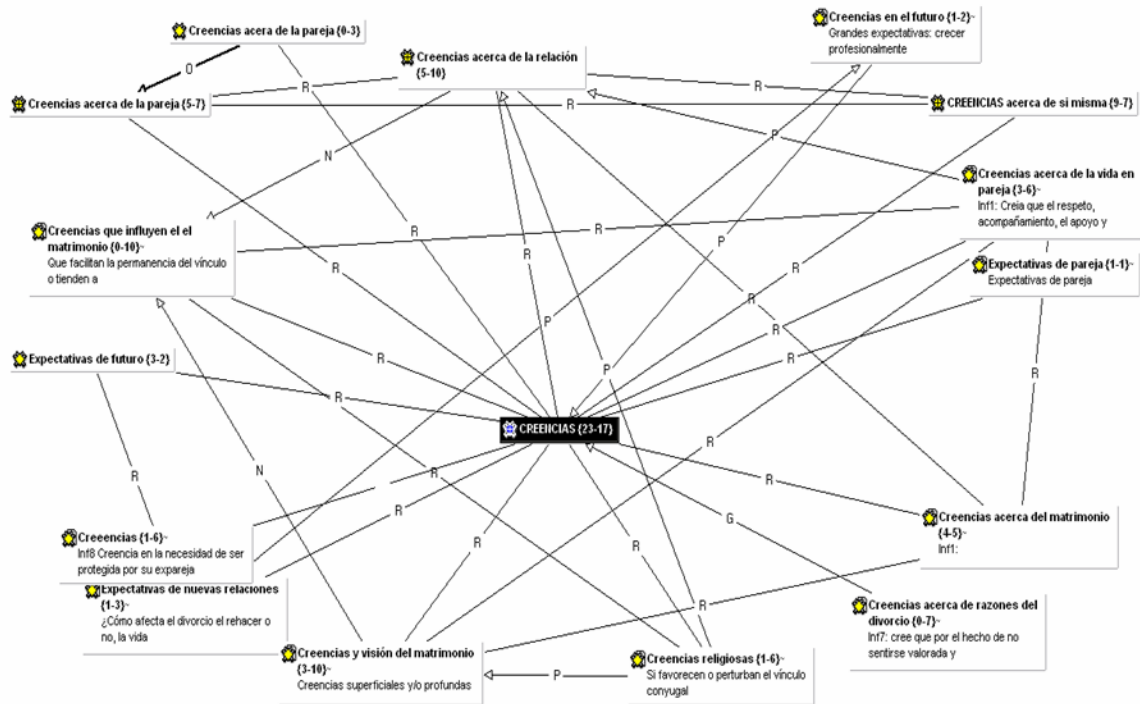 Creencias acera de la pareja {0-3}
Creencias en el futuro {1-2}~
Grandes expectativas: crecer
profesionalmente
Creencias acerca de la relación
{5-10}
O
R
R
Creencias acerca de la pareja {5-7}
R
CREENCIAS acerca de si misma {9-7}
P
N
Creencias acerca de la vida en
pareja {3-6}~
Inf1: Creia que el respeto,
acompañamiento, el apoyo y
Creencias que influyen el el
matrimonio {0-10}~
Que facilitan la permanencia del vínculo
o tienden a
R
R
P
R
R
R
Expectativas de pareja {1-1}~
Expectativas de pareja
R
P
R
Expectativas de futuro {3-2}
R
P
R
R
R
R
CREENCIAS {23-17}
R
N
R
R
R
R
R
G
Creencias acerca del matrimonio
{4-5}~
Inf1:
Creeencias {1-6}~
Inf8 Creencia en la necesidad de ser
protegida por su expareja
R
R
Expectativas de nuevas relaciones
{1-3}~
¿Cómo afecta el divorcio el rehacer o
no, la vida
R
Creencias acerca de razones del
divorcio {0-7}~
Inf7: cree que por el hecho de no
sentirse valorada y
Creencias y visión del matrimonio
{3-10}~
Creencias superficiales y/o profundas
P
Creencias religiosas {1-6}~
Si favorecen o perturban el vínculo
conyugal